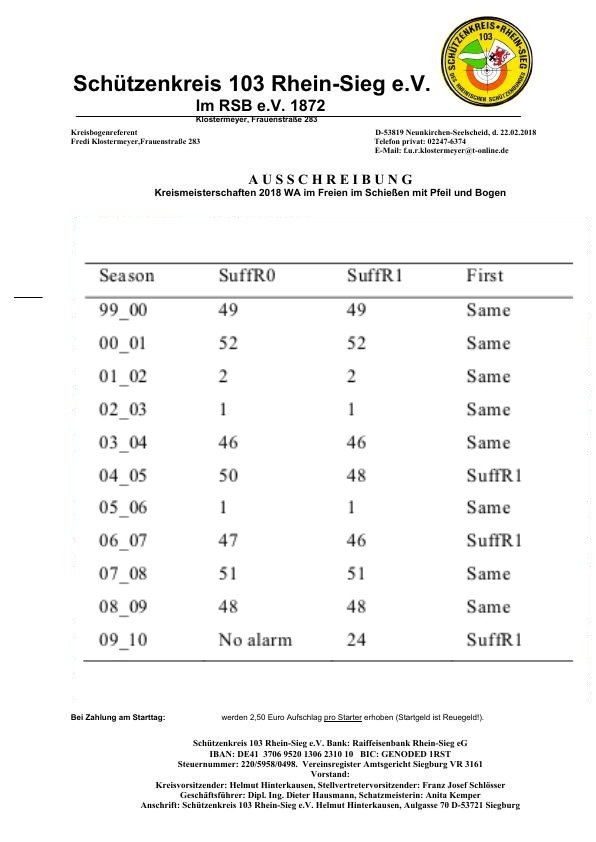 SCHÜTZENKREIS·RHEIN-SIEG
103
DES RHEINISCHEN SCHÜTZENBUNDES
Schützenkreis 103 Rhein-Sieg e.V.
Im RSB e.V. 1872
Klostermeyer, Frauenstraße 283
Kreisbogenreferent D-53819 Neunkirchen-Seelscheid, d. 22.02.2018
Fredi Klostermeyer,Frauenstraße 283 Telefon privat: 02247-6374
E-Mail: f.u.r.klostermeyer@t-online.de
A U S S C H R E I B U N G
Kreismeisterschaften 2018 WA im Freien im Schießen mit Pfeil und Bogen
Season SuffR0 SuffR1 First
99_00 49 49 Same
00_01 52 52 Same
01_02 2 2 Same
02_03 1 1 Same
03_04 46 46 Same
04_05 50 48 SuffR1
05_06 1 1 Same
06_07 47 46 SuffR1
07_08 51 51 Same
08_09 48 48 Same
09_10 No alarm 24 SuffR1
Bei Zahlung am Starttag: werden 2,50 Euro Aufschlag pro Starter erhoben (Startgeld ist Reuegeld!).
Schützenkreis 103 Rhein-Sieg e.V. Bank: Raiffeisenbank Rhein-Sieg eG
IBAN: DE41 3706 9520 1306 2310 10 BIC: GENODED 1RST
Steuernummer: 220/5958/0498. Vereinsregister Amtsgericht Siegburg VR 3161
Vorstand:
Kreisvorsitzender: Helmut Hinterkausen, Stellvertretervorsitzender: Franz Josef Schlösser
Geschäftsführer: Dipl. Ing. Dieter Hausmann, Schatzmeisterin: Anita Kemper
Anschrift: Schützenkreis 103 Rhein-Sieg e.V. Helmut Hinterkausen, Aulgasse 70 D-53721 Siegburg